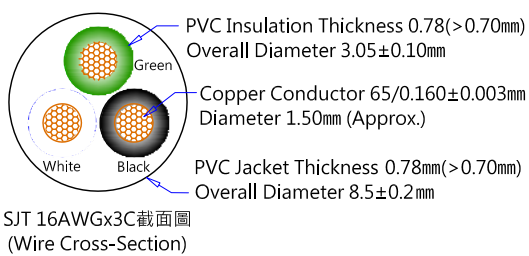 PVC Insulation Thickness 0.78(>0.70㎜)
Overall Diameter 3.05±0.10㎜
Green
Copper Conductor 65/0.160±0.003㎜
Diameter 1.50㎜ (Approx.)
White
Black
PVC Jacket Thickness 0.78㎜(>0.70㎜)
Overall Diameter 8.5±0.2㎜
SJT 16AWGx3C截面圖
(Wire Cross-Section)